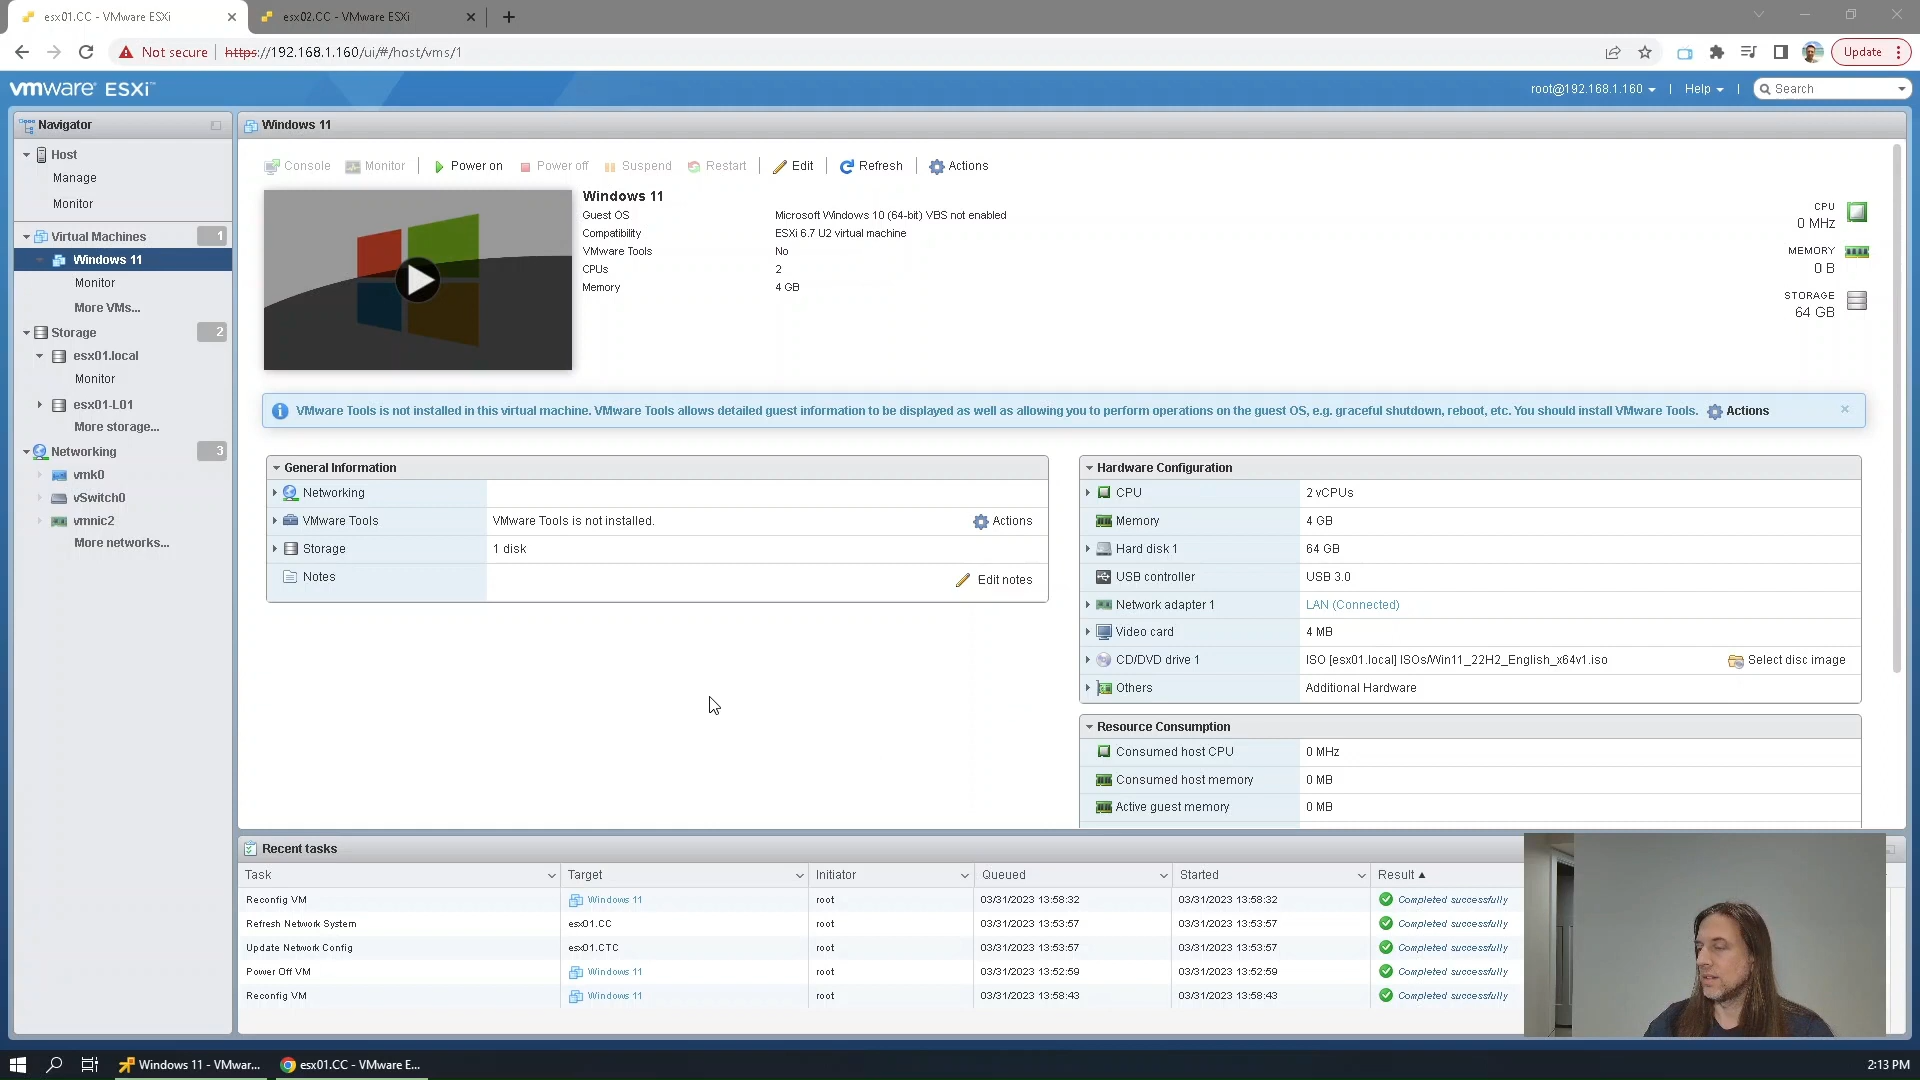 esx01.CC - VMware ESXi
esx02.CC - VMware ESXi
Not secure https://192.168.1.160/ui/#/host/vms/1
Update
vmware ESXi
root@192.168.1.160 | Help | Search
Navigator
Windows 11
Host
Manage
Monitor
Virtual Machines 1
Windows 11
Monitor
More VMs...
Storage 2
esx01.local
Monitor
esx01-L01
More storage...
Networking 3
vmk0
vSwitch0
vmnic2
More networks...
Console Monitor Power on Power off Suspend Restart Edit Refresh Actions
Windows 11
Guest OS Microsoft Windows 10 (64-bit) VBS not enabled
Compatibility ESXi 6.7 U2 virtual machine
VMware Tools No
CPUs 2
Memory 4 GB
CPU
0 MHz
MEMORY
0 B
STORAGE
64 GB
VMware Tools is not installed in this virtual machine. VMware Tools allows detailed guest information to be displayed as well as allowing you to perform operations on the guest OS, e.g. graceful shutdown, reboot, etc. You should install VMware Tools. Actions
General Information
Networking
VMware Tools VMware Tools is not installed. Actions
Storage 1 disk
Notes Edit notes
Hardware Configuration
CPU 2 vCPUs
Memory 4 GB
Hard disk 1 64 GB
USB controller USB 3.0
Network adapter 1 LAN (Connected)
Video card 4 MB
CD/DVD drive 1 ISO [esx01.local] ISOs/Win11_22H2_English_x64v1.iso Select disc image
Others Additional Hardware
Resource Consumption
Consumed host CPU 0 MHz
Consumed host memory 0 MB
Active guest memory 0 MB
Recent tasks
Task Target Initiator Queued Started Result
Reconfig VM Windows 11 root 03/31/2023 13:58:32 03/31/2023 13:58:32 Completed successfully
Refresh Network System esx01.CC root 03/31/2023 13:53:57 03/31/2023 13:53:57 Completed successfully
Update Network Config esx01.CTC root 03/31/2023 13:53:57 03/31/2023 13:53:57 Completed successfully
Power Off VM Windows 11 root 03/31/2023 13:52:59 03/31/2023 13:52:59 Completed successfully
Reconfig VM Windows 11 root 03/31/2023 13:58:43 03/31/2023 13:58:43 Completed successfully
Windows 11 - VMwar...
esx01.CC - VMware E...
2:13 PM